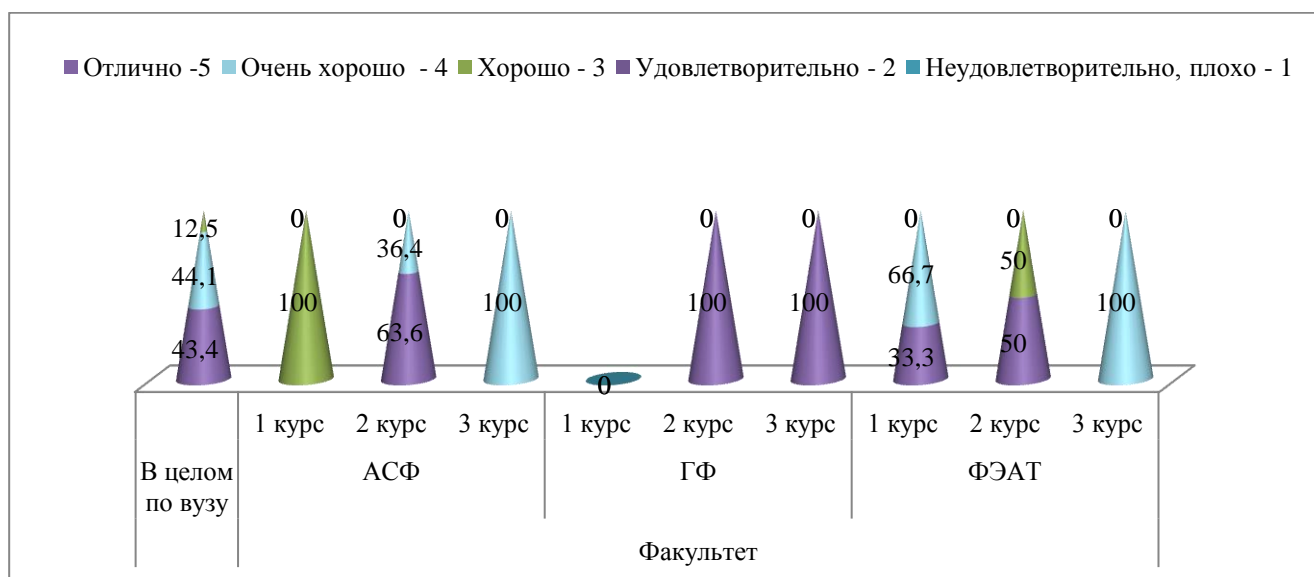 Отлично -5 Очень хорошо - 4 Хорошо - 3 Удовлетворительно - 2 Неудовлетворительно, плохо - 1
12,5 0 0 0 0 0 0 0 0
44,1 100 36,4 100 100 100 66,7 50 100
43,4 63,6 0 33,3 50
1 курс 2 курс 3 курс 1 курс 2 курс 3 курс 1 курс 2 курс 3 курс
В целом АСФ ГФ ФЭАТ
по вузу
Факультет